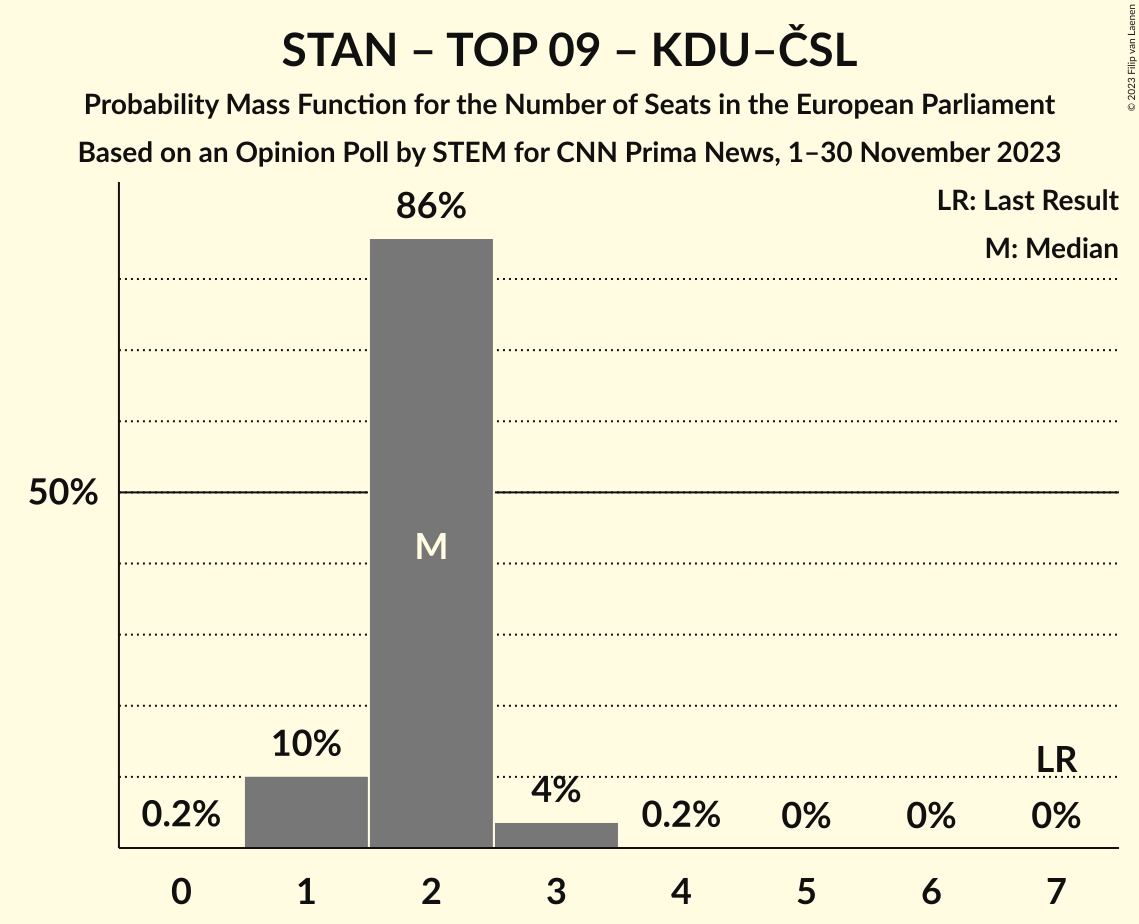 STAN – TOP 09 – KDU–ČSL
Probability Mass Function for the Number of Seats in the European Parliament
Based on an Opinion Poll by STEM for CNN Prima News, 1–30 November 2023
© 2023 Filip van Laenen
LR: Last Result
M: Median
86%
50%
M
10%
LR
4%
0.2%
0.2%
0%
0%
0%
0 1 2 3 4 5 6 7